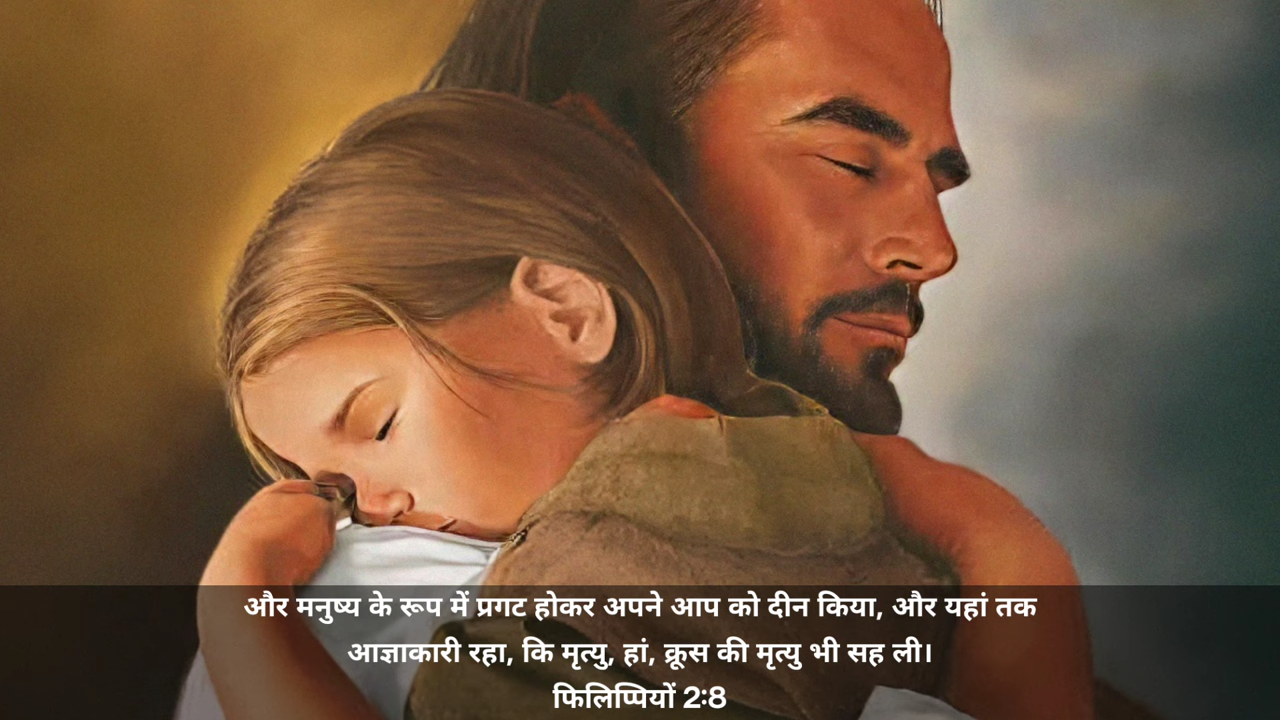 और मनुष्य के रूप में प्रगट होकर अपने आप को दीन किया, और यहां तक
आज्ञाकारी रहा, कि मृत्यु, हां, क्रूस की मृत्यु भी सह ली।
फिलिप्पियों 2:8